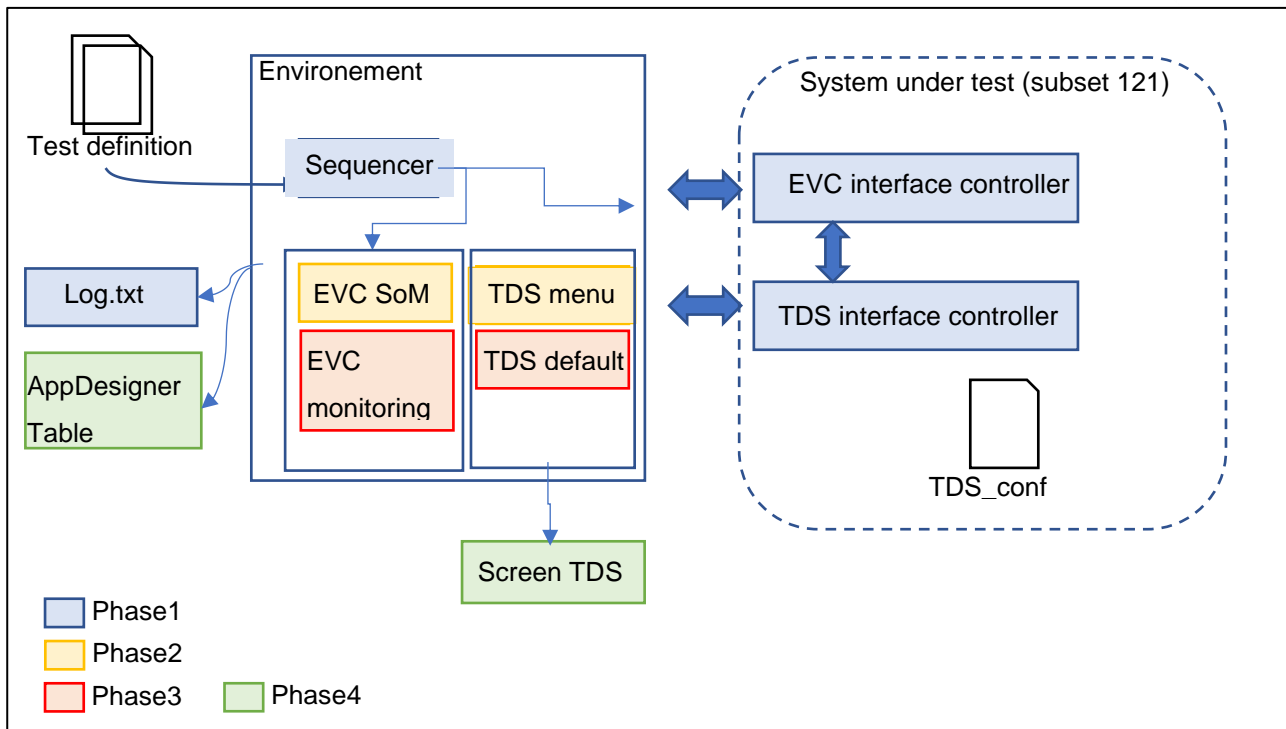 Environement
System under test (subset 121)
Test definition
Sequencer
EVC interface controller
Log.txt
EVC SoM
TDS menu
TDS interface controller
AppDesigner
Table
EVC
monitoring
TDS default
TDS_conf
Screen TDS
Phase1
Phase2
Phase3
Phase4